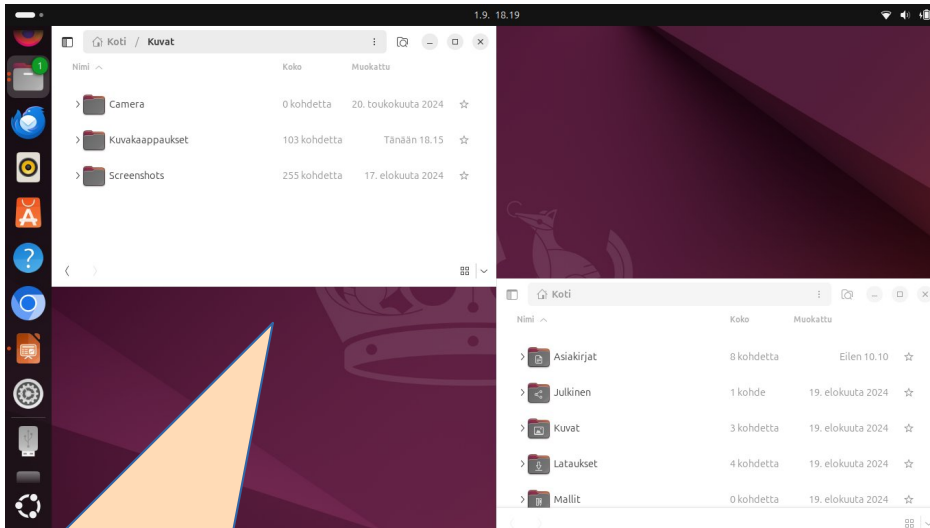 1.9. 18.19
1
Koti / Kuvat
Nimi Koko Muokattu
Camera 0 kohdetta 20. toukokuuta 2024
Kuvakaappaukset 103 kohdetta Tänään 18.15
Screenshots 255 kohdetta 17. elokuuta 2024
Koti
Nimi Koko Muokattu
Asiakirjat 8 kohdetta Eilen 10.10
Julkinen 1 kohde 19. elokuuta 2024
Kuvat 3 kohdetta 19. elokuuta 2024
Lataukset 4 kohdetta 19. elokuuta 2024
Mallit 0 kohdetta 19. elokuuta 2024